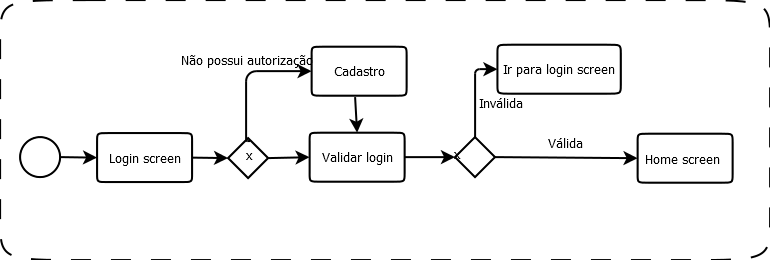 Não possui autorização
Cadastro
Ir para login screen
Inválida
Login screen
x
Validar login
x
Válida
Home screen